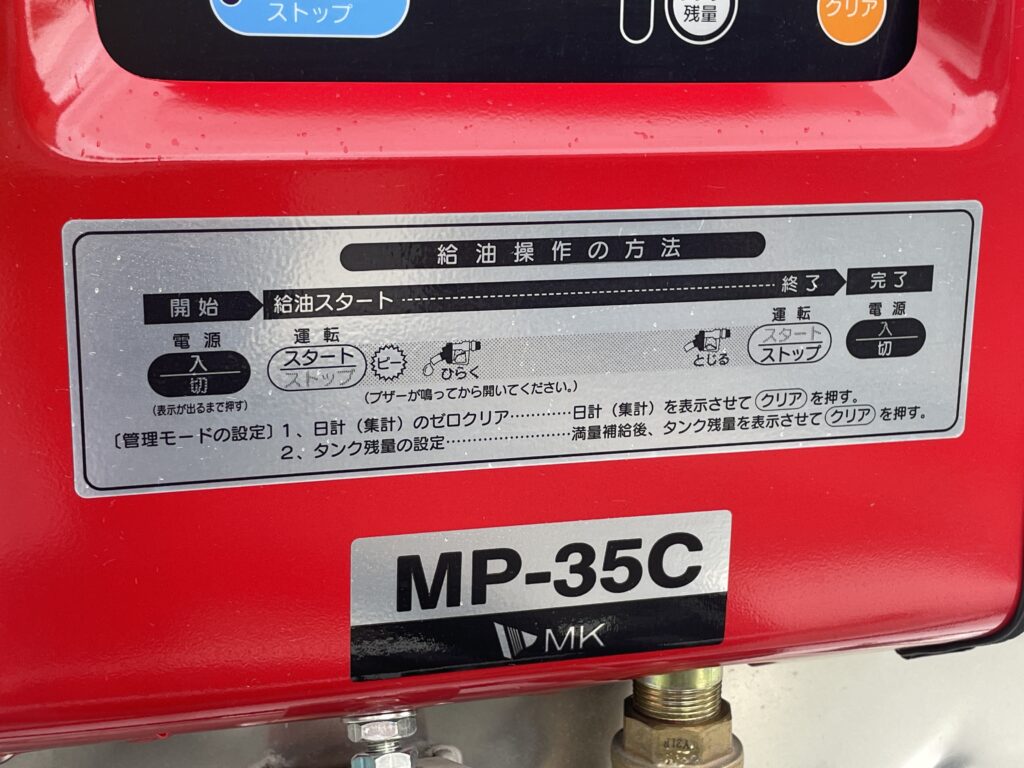 ストップ
残量
クリア
給油操作の方法
開始 給油スタート 終了 完了
電源 運転 運転 電源
入 スタート ピー スタート 入
切 ストップ ひらく とじる ストップ 切
(表示が出るまで押す) (ブザーが鳴ってから開いてください。)
〔管理モードの設定〕 1、日計（集計）のゼロクリア…………日計（集計）を表示させて クリア を押す。
2、タンク残量の設定……………………満量補給後、タンク残量を表示させて クリア を押す。
MP-35C
MK